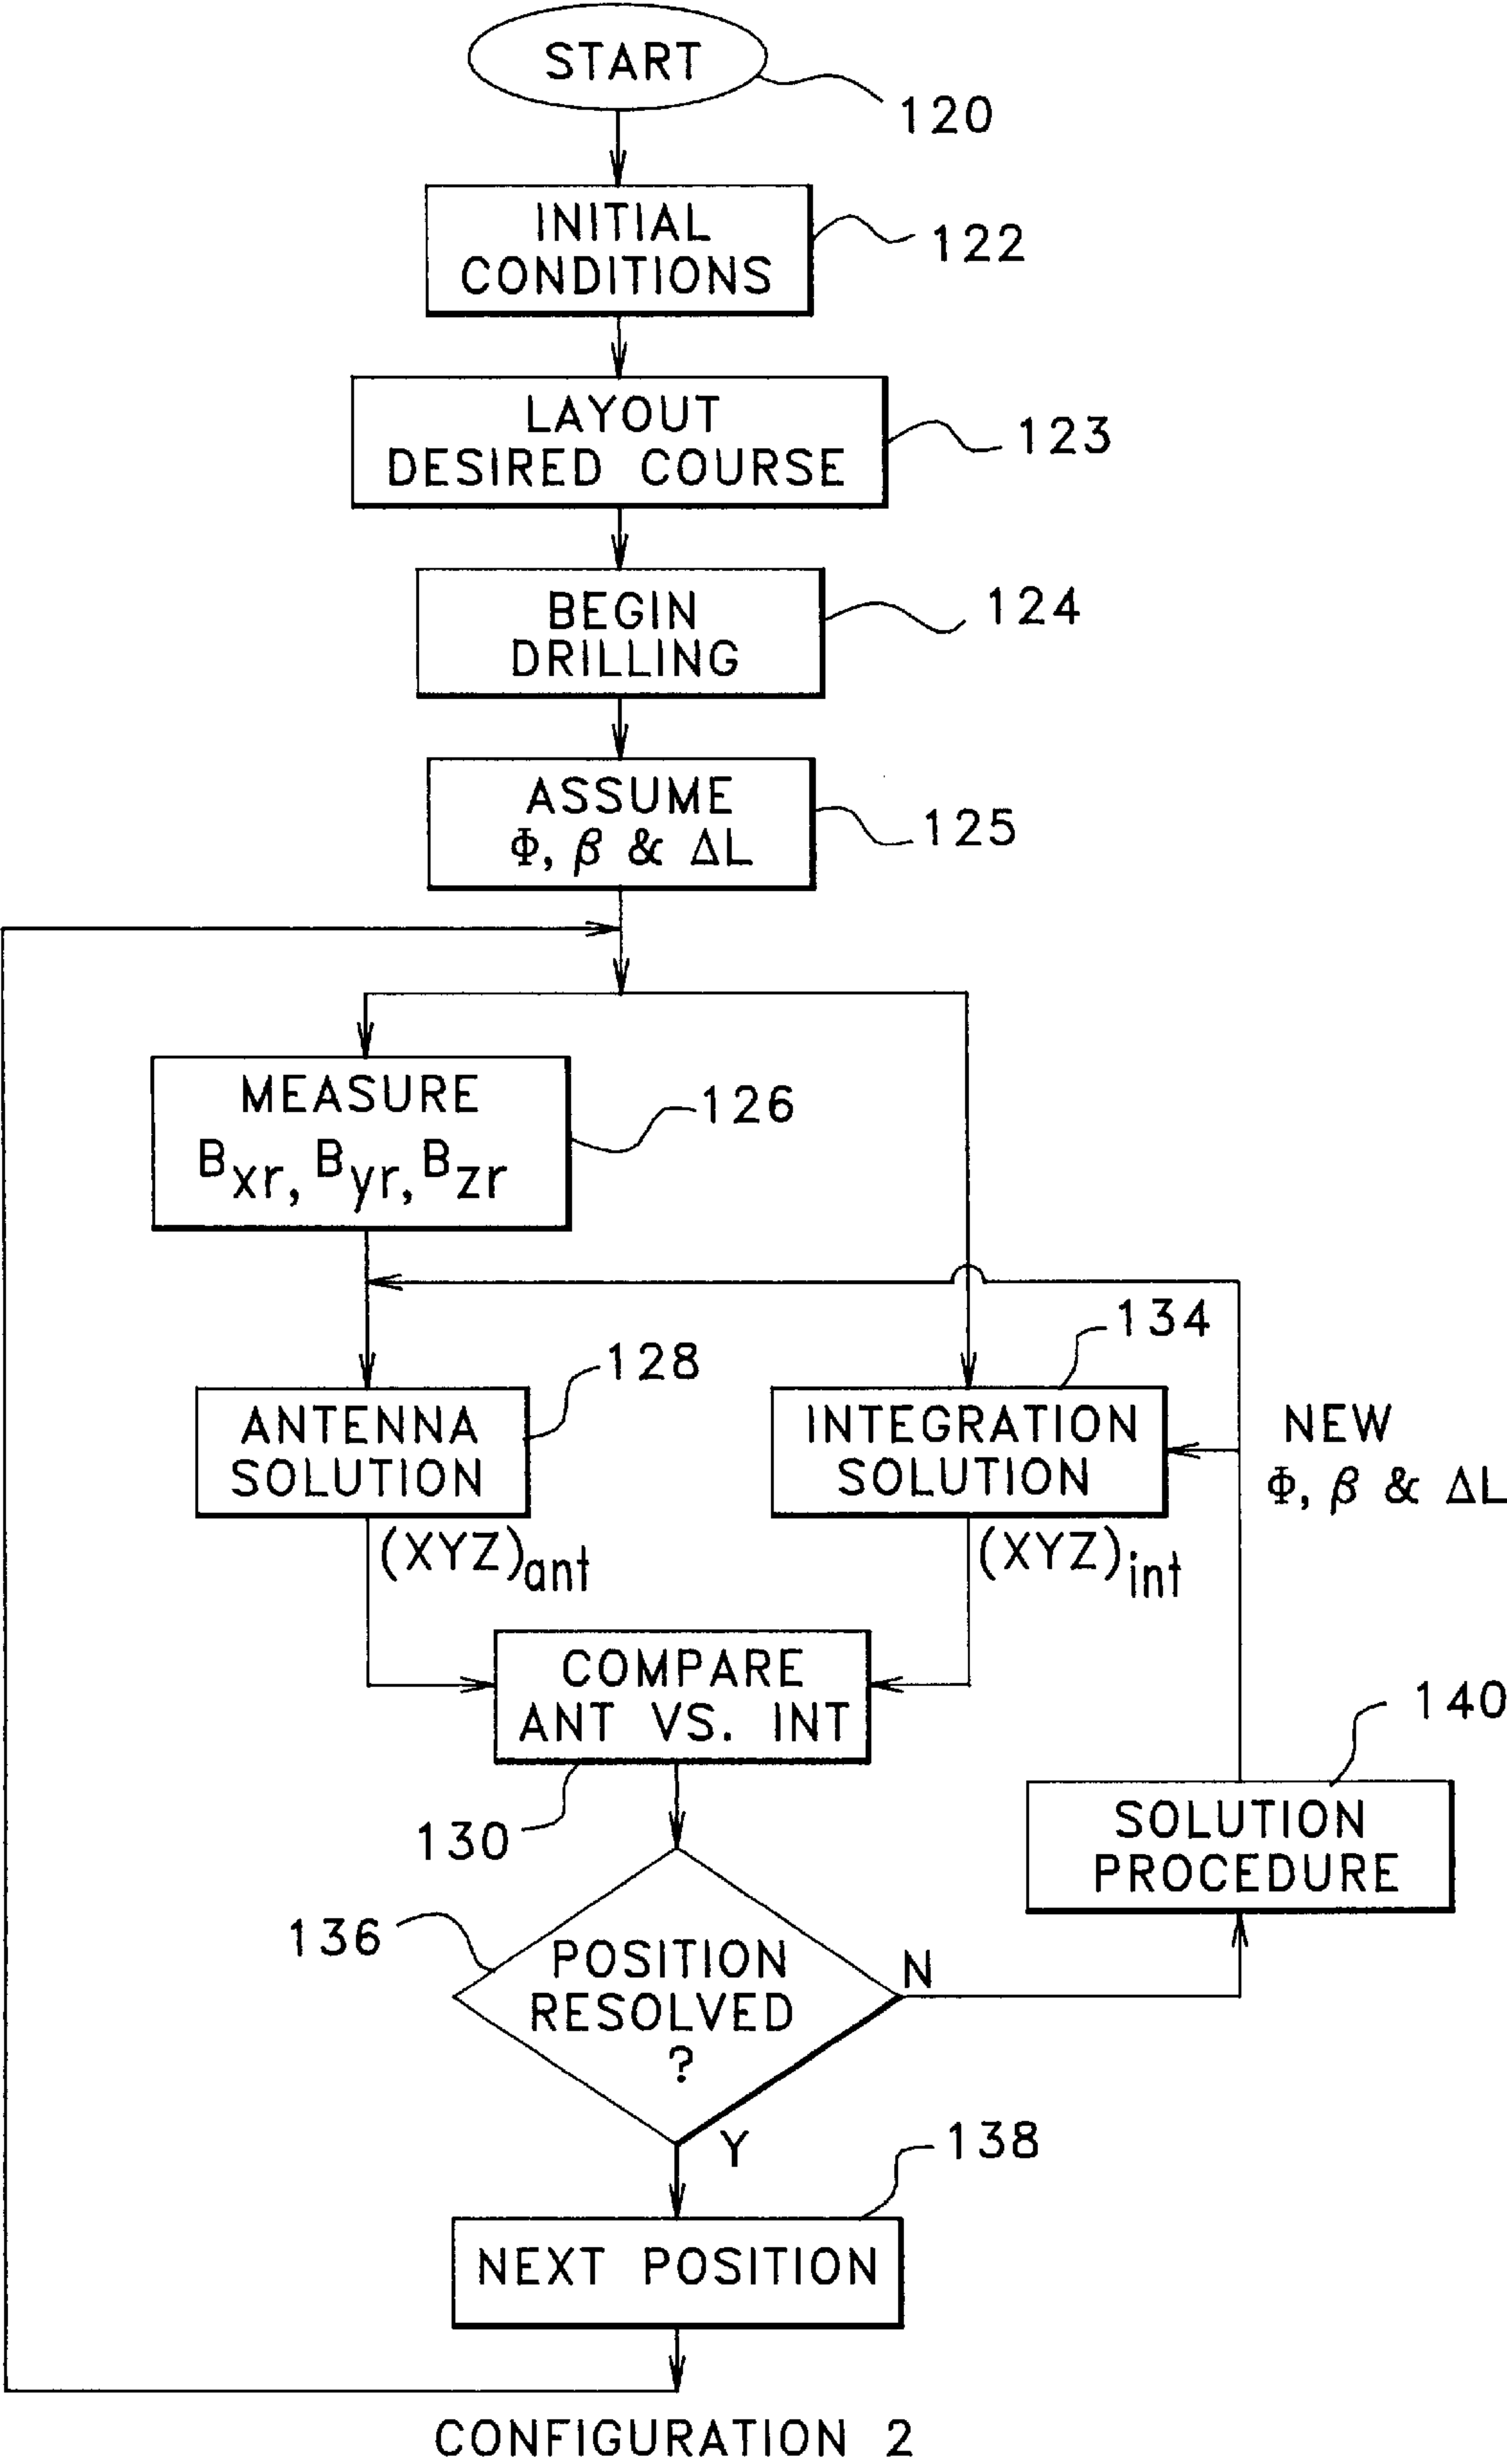 START
120
INITIAL
CONDITIONS
122
LAYOUT
DESIRED COURSE
123
BEGIN
DRILLING
124
ASSUME
Φ, β & ΔL
125
MEASURE
Bxr, Byr, Bzr
126
ANTENNA
SOLUTION
128
INTEGRATION
SOLUTION
134
NEW
Φ, β & ΔL
(XYZ)ant
(XYZ)int
COMPARE
ANT VS. INT
130
SOLUTION
PROCEDURE
140
POSITION
RESOLVED
?
136
N
Y
NEXT POSITION
138
CONFIGURATION 2